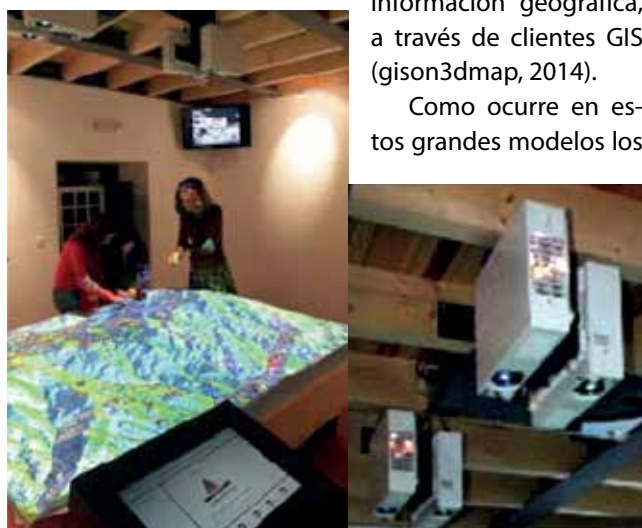 información geográfica,
a través de clientes GIS
(gison3dmap, 2014).
Como ocurre en es-
tos grandes modelos los